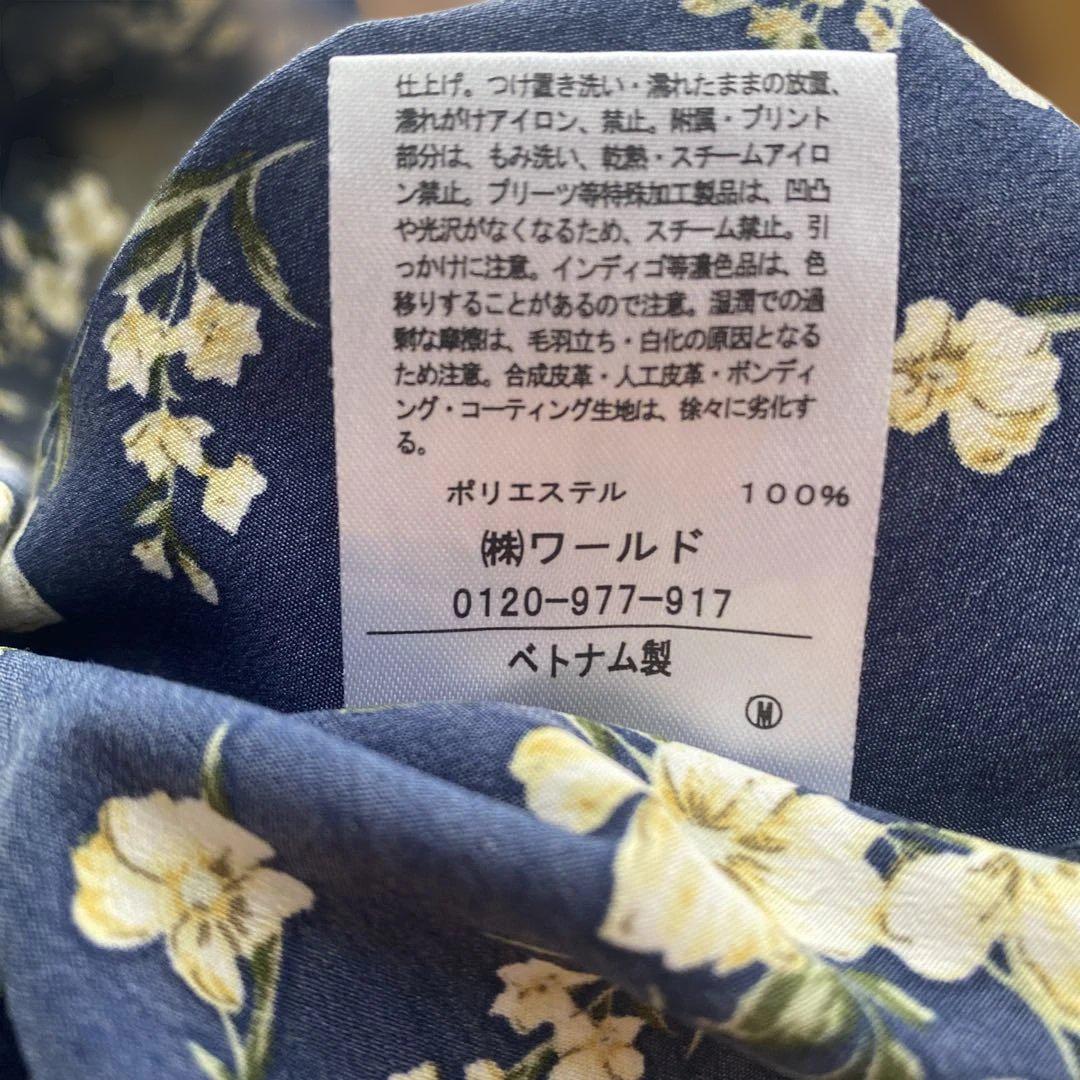 仕上げ。つけ置き洗い・濡れたままの放置、
濡れがけアイロン、禁止。附属・プリント
部分は、もみ洗い、乾熱・スチームアイロ
ン禁止。プリーツ等特殊加工製品は、凹凸
や光沢がなくなるため、スチーム禁止。引
っかけに注意。インディゴ等濃色品は、色
移りすることがあるので注意。湿潤での過
剰な摩擦は、毛羽立ち・白化の原因となる
ため注意。合成皮革・人工皮革・ボンディ
ング・コーティング生地は、徐々に劣化す
る。
ポリエステル 100%
㈱ワールド
0120-977-917
ベトナム製
Ⓜ